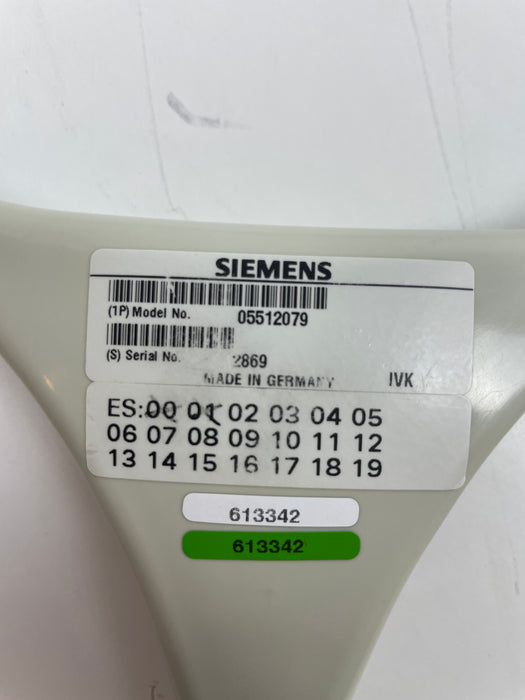 SIEMENS
(1P) Model No. 05512079
(S) Serial No. 2869
MADE IN GERMANY IVK
ES: 00 01 02 03 04 05
06 07 08 09 10 11 12
13 14 15 16 17 18 19
613342
613342